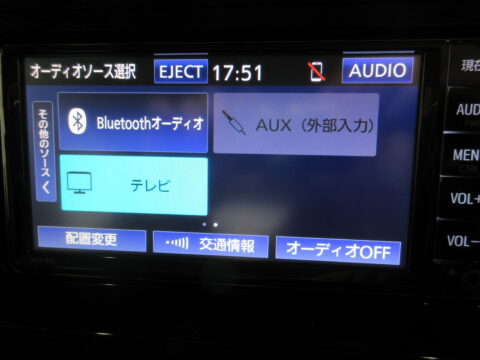 オーディオソース選択 EJECT 17:51 AUDIO
その他のソース
Bluetoothオーディオ
AUX（外部入力）
テレビ
配置変更
交通情報
オーディオOFF
現在
AUD
MEN
VOL+
VOL−